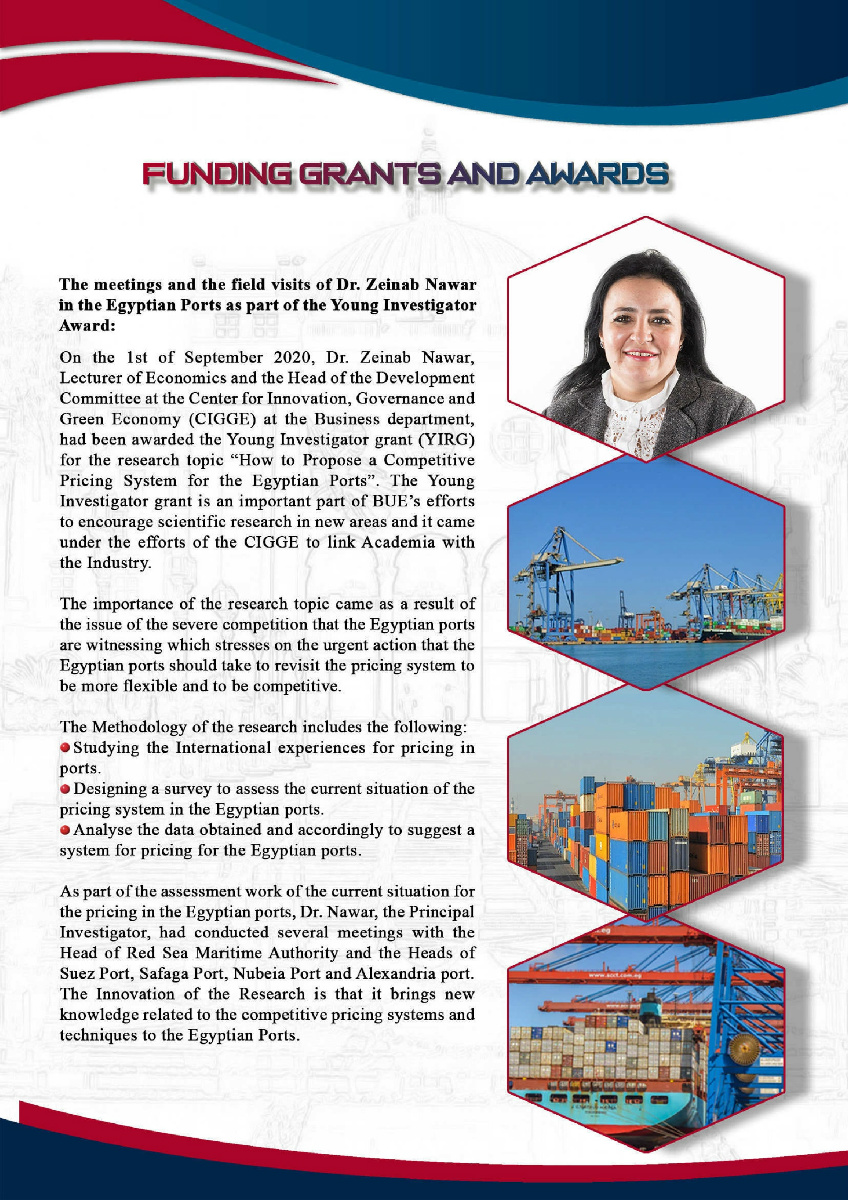 FUNDING GRANTS AND AWARDS
The meetings and the field visits of Dr. Zeinab Nawar
in the Egyptian Ports as part of the Young Investigator
Award:
On the 1st of September 2020, Dr. Zeinab Nawar,
Lecturer of Economics and the Head of the Development
Committee at the Center for Innovation, Governance and
Green Economy (CIGGE) at the Business department,
had been awarded the Young Investigator grant (YIRG)
for the research topic “How to Propose a Competitive
Pricing System for the Egyptian Ports”. The Young
Investigator grant is an important part of BUE’s efforts
to encourage scientific research in new areas and it came
under the efforts of the CIGGE to link Academia with
the Industry.
The importance of the research topic came as a result of
the issue of the severe competition that the Egyptian ports
are witnessing which stresses on the urgent action that the
Egyptian ports should take to revisit the pricing system to
be more flexible and to be competitive.
The Methodology of the research includes the following:
Studying the International experiences for pricing in
ports.
Designing a survey to assess the current situation of the
pricing system in the Egyptian ports.
Analyse the data obtained and accordingly to suggest a
system for pricing for the Egyptian ports.
As part of the assessment work of the current situation for
the pricing in the Egyptian ports, Dr. Nawar, the Principal
Investigator, had conducted several meetings with the
Head of Red Sea Maritime Authority and the Heads of
Suez Port, Safaga Port, Nubeia Port and Alexandria port.
The Innovation of the Research is that it brings new
knowledge related to the competitive pricing systems and
techniques to the Egyptian Ports.
.eg